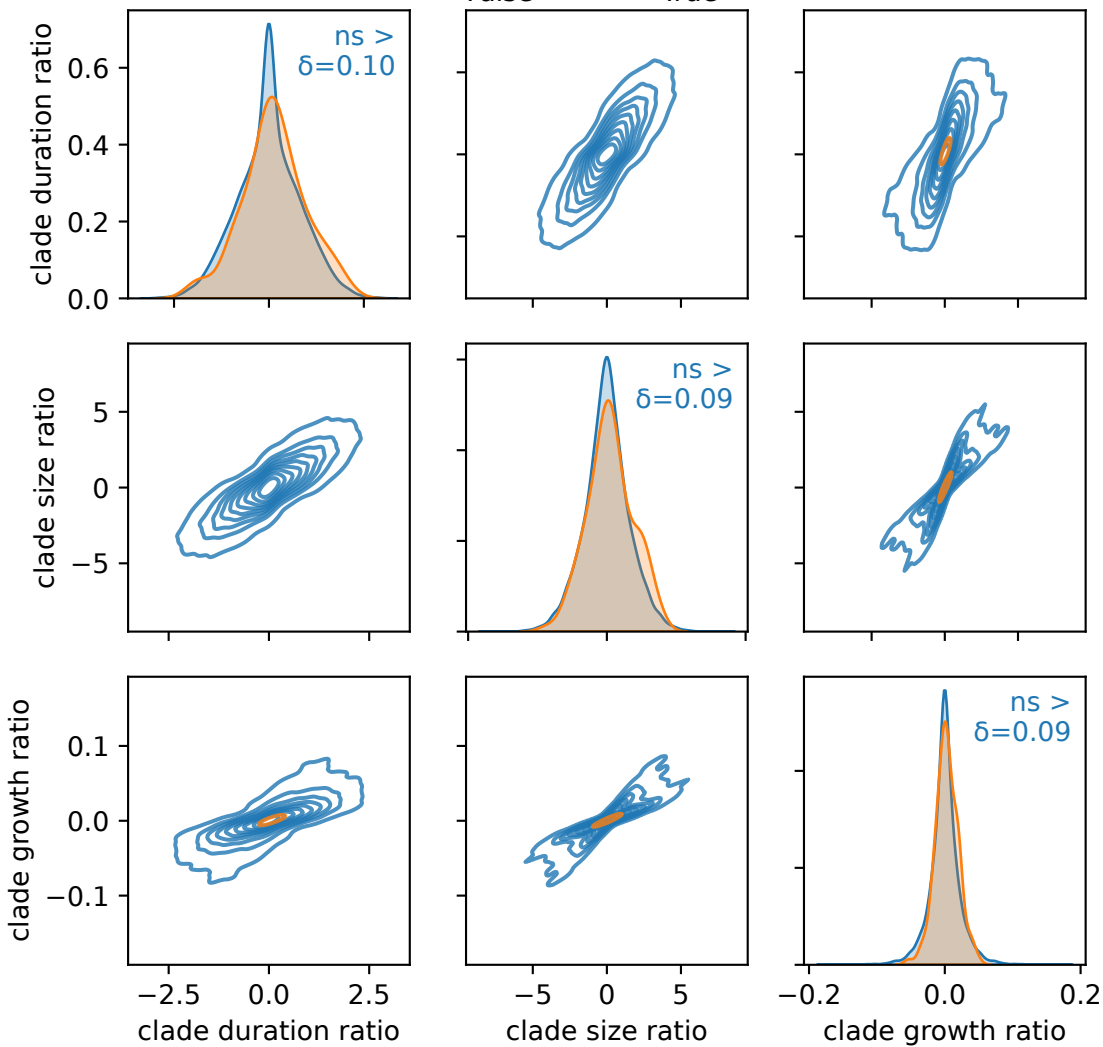 clade duration ratio
0.6
0.4
0.2
0.0
ns >
δ=0.10
−5
0
5
clade size ratio
5
0
−5
ns >
δ=0.09
clade growth ratio
0.1
0.0
−0.1
ns >
δ=0.09
−2.5
0.0
2.5
−5
0
5
−0.2
0.0
0.2
clade duration ratio
clade size ratio
clade growth ratio